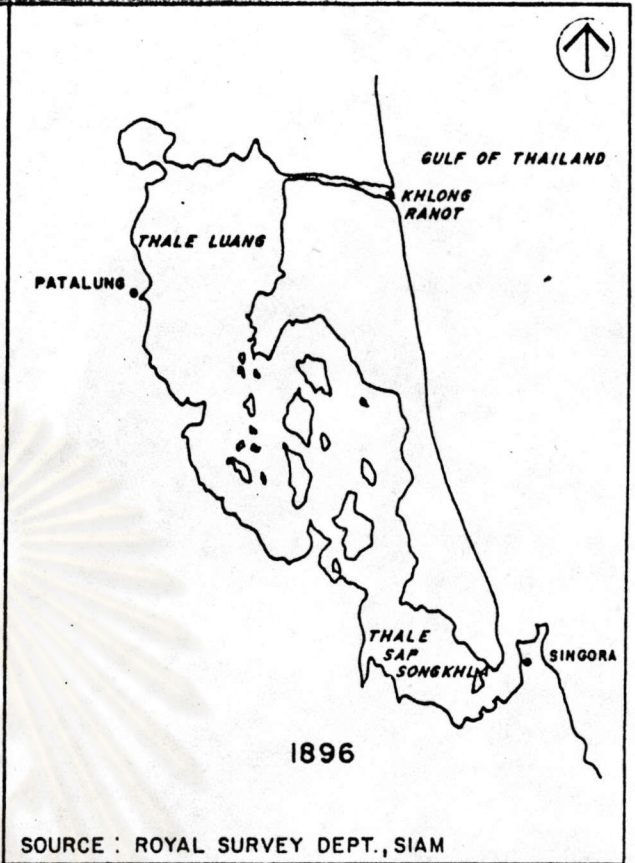 GULF OF THAILAND
KHLONG
RANOT
THALE LUANG
PATALUNG
THALE
SAP
SONGKHLA
SINGORA
1896
SOURCE : ROYAL SURVEY DEPT., SIAM